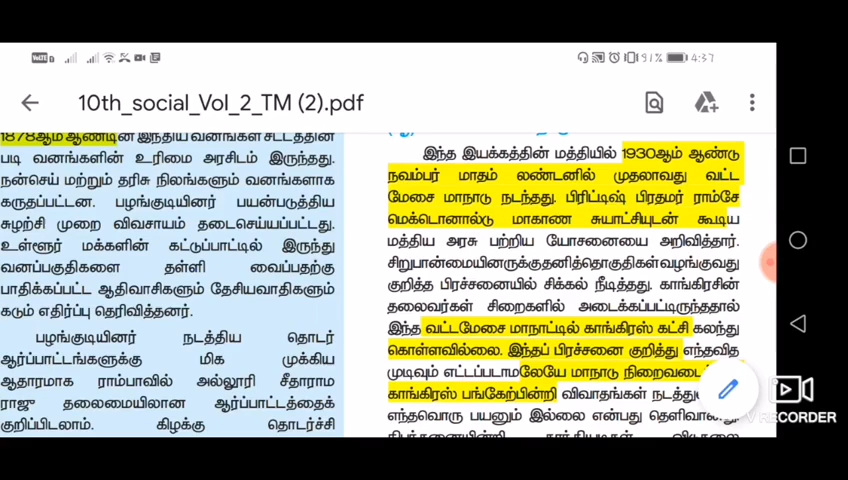 91% 4:37
10th_social_Vol_2_TM (2).pdf
1878ஆம் ஆண்டின் இந்திய வனங்கள் சட்டத்தின்
படி வனங்களின் உரிமை அரசிடம் இருந்தது.
நன்செய் மற்றும் தரிசு நிலங்களும் வனங்களாக
கருதப்பட்டன. பழங்குடியினர் பயன்படுத்திய
சுழற்சி முறை விவசாயம் தடைசெய்யப்பட்டது.
உள்ளூர் மக்களின் கட்டுப்பாட்டில் இருந்து
வனப்பகுதிகளை தள்ளி வைப்பதற்கு
பாதிக்கப்பட்ட ஆதிவாசிகளும் தேசியவாதிகளும்
கடும் எதிர்ப்பு தெரிவித்தனர்.
பழங்குடியினர் நடத்திய தொடர்
ஆர்ப்பாட்டங்களுக்கு மிக முக்கிய
ஆதாரமாக ராம்பாவில் அல்லூரி சீதாராம
ராஜு தலைமையிலான ஆர்ப்பாட்டத்தைக்
குறிப்பிடலாம். கிழக்கு தொடர்ச்சி
இந்த இயக்கத்தின் மத்தியில் 1930ஆம் ஆண்டு
நவம்பர் மாதம் லண்டனில் முதலாவது வட்ட
மேசை மாநாடு நடந்தது. பிரிட்டிஷ் பிரதமர் ராம்சே
மெக்டொனால்டு மாகாண சுயாட்சியுடன் கூடிய
மத்திய அரசு பற்றிய யோசனையை அறிவித்தார்.
சிறுபான்மையினருக்குதனித்தொகுதிகள்வழங்குவது
குறித்த பிரச்சனையில் சிக்கல் நீடித்தது. காங்கிரசின்
தலைவர்கள் சிறைகளில் அடைக்கப்பட்டிருந்ததால்
இந்த வட்டமேசை மாநாட்டில் காங்கிரஸ் கட்சி கலந்து
கொள்ளவில்லை. இந்தப் பிரச்சனை குறித்து எந்தவித
முடிவும் எட்டப்படாமலேயே மாநாடு நிறைவடை
காங்கிரஸ் பங்கேற்பின்றி விவாதங்கள்
எந்தவொரு பயனும் இல்லை என்பது
V RECORDER